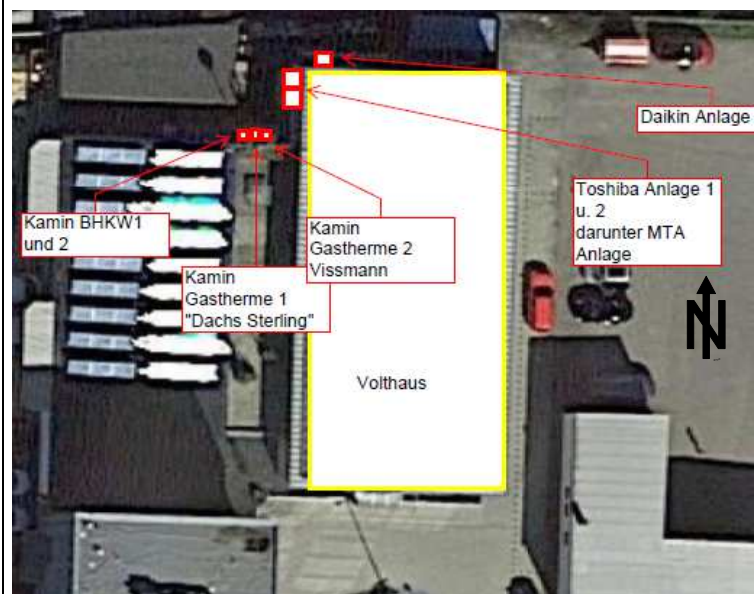 Daikin Anlage
Toshiba Anlage 1
u. 2
darunter MTA
Anlage
Kamin BHKW1
und 2
Kamin
Gastherme 2
Vissmann
Kamin
Gastherme 1
"Dachs Sterling"
N
Volthaus